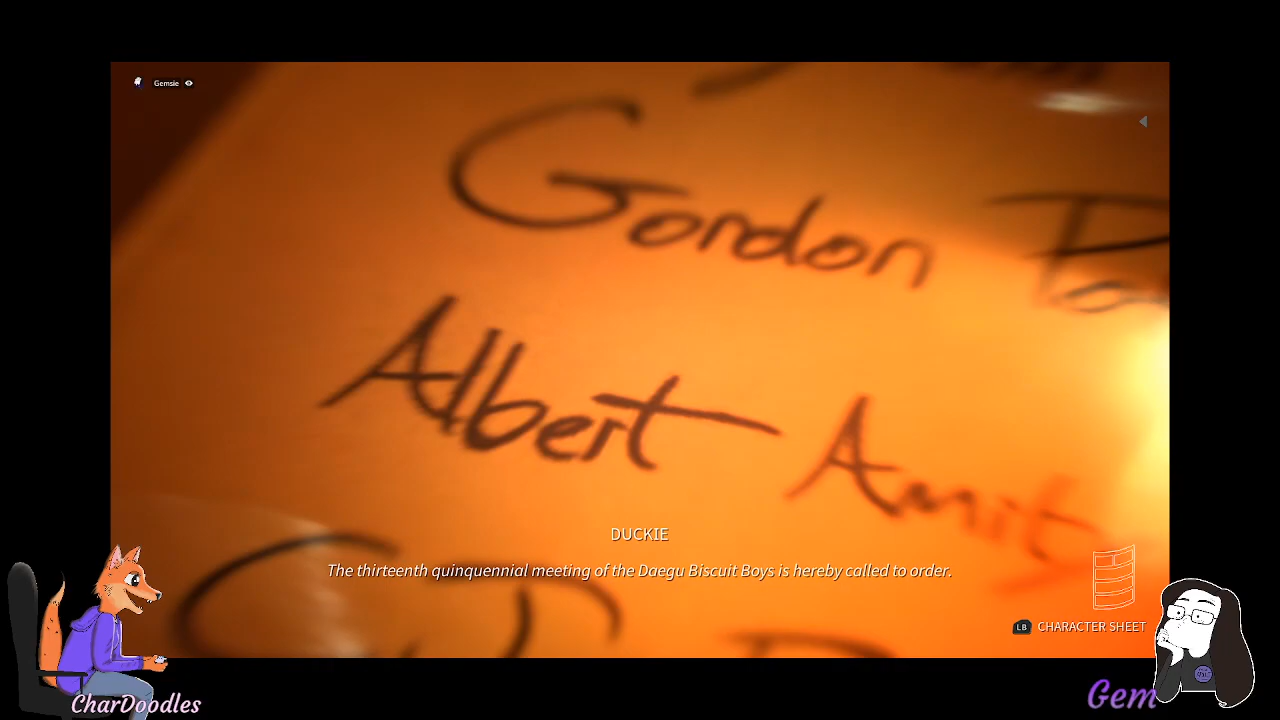 Gemsie
Gordon
Albert Amit
DUCKIE
The thirteenth quinquennial meeting of the Daegu Biscuit Boys is hereby called to order.
LB CHARACTER SHEET
CharDoodles
Gem